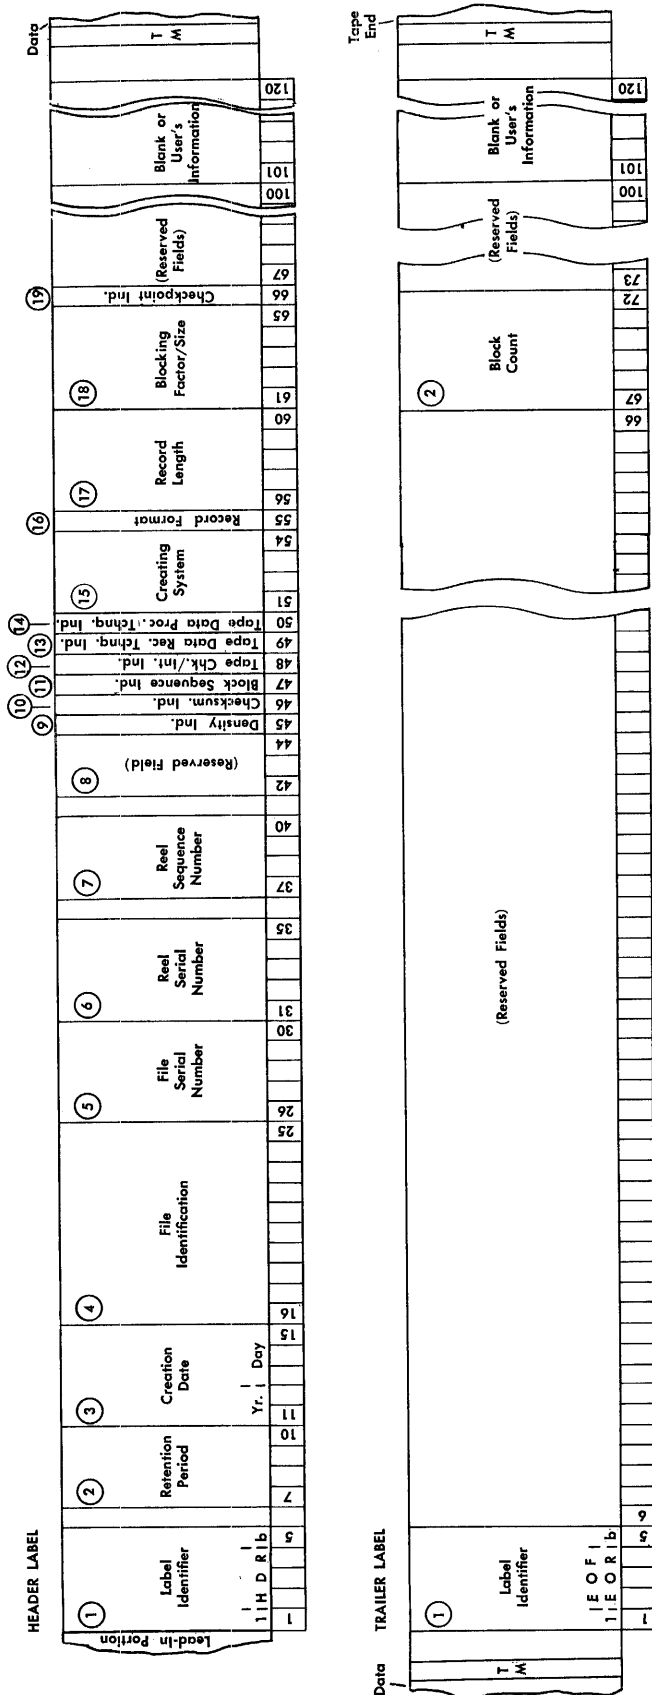 HEADER LABEL
Lead-In Portion
1
Label
Identifier
1 H D R b
1
5
2
Retention
Period
7
10
3
Creation
Date
Yr. Day
11
15
4
File
Identification
16
25
5
File
Serial
Number
26
30
6
Reel
Serial
Number
31
35
7
Reel
Sequence
Number
37
40
8
(Reserved Field)
42
44
9
Density Ind.
45
10
Checksum. Ind.
46
11
Block Sequence Ind.
47
12
Tape Chk./Int. Ind.
48
13
Tape Data Rec. Tchnq. Ind.
49
14
Tape Data Proc. Tchnq. Ind.
50
15
Creating
System
51
54
16
Record Format
55
17
Record
Length
56
60
18
Blocking
Factor/Size
61
65
19
Checkpoint Ind.
66
(Reserved
Fields)
67
100
Blank or
User's
Information
101
120
T
M
Data
TRAILER LABEL
Data
T
M
1
Label
Identifier
E O F
1 E O R b
1
5
6
(Reserved Fields)
66
2
Block
Count
67
72
73
(Reserved
Fields)
100
Blank or
User's
Information
101
120
T
M
Tape
End